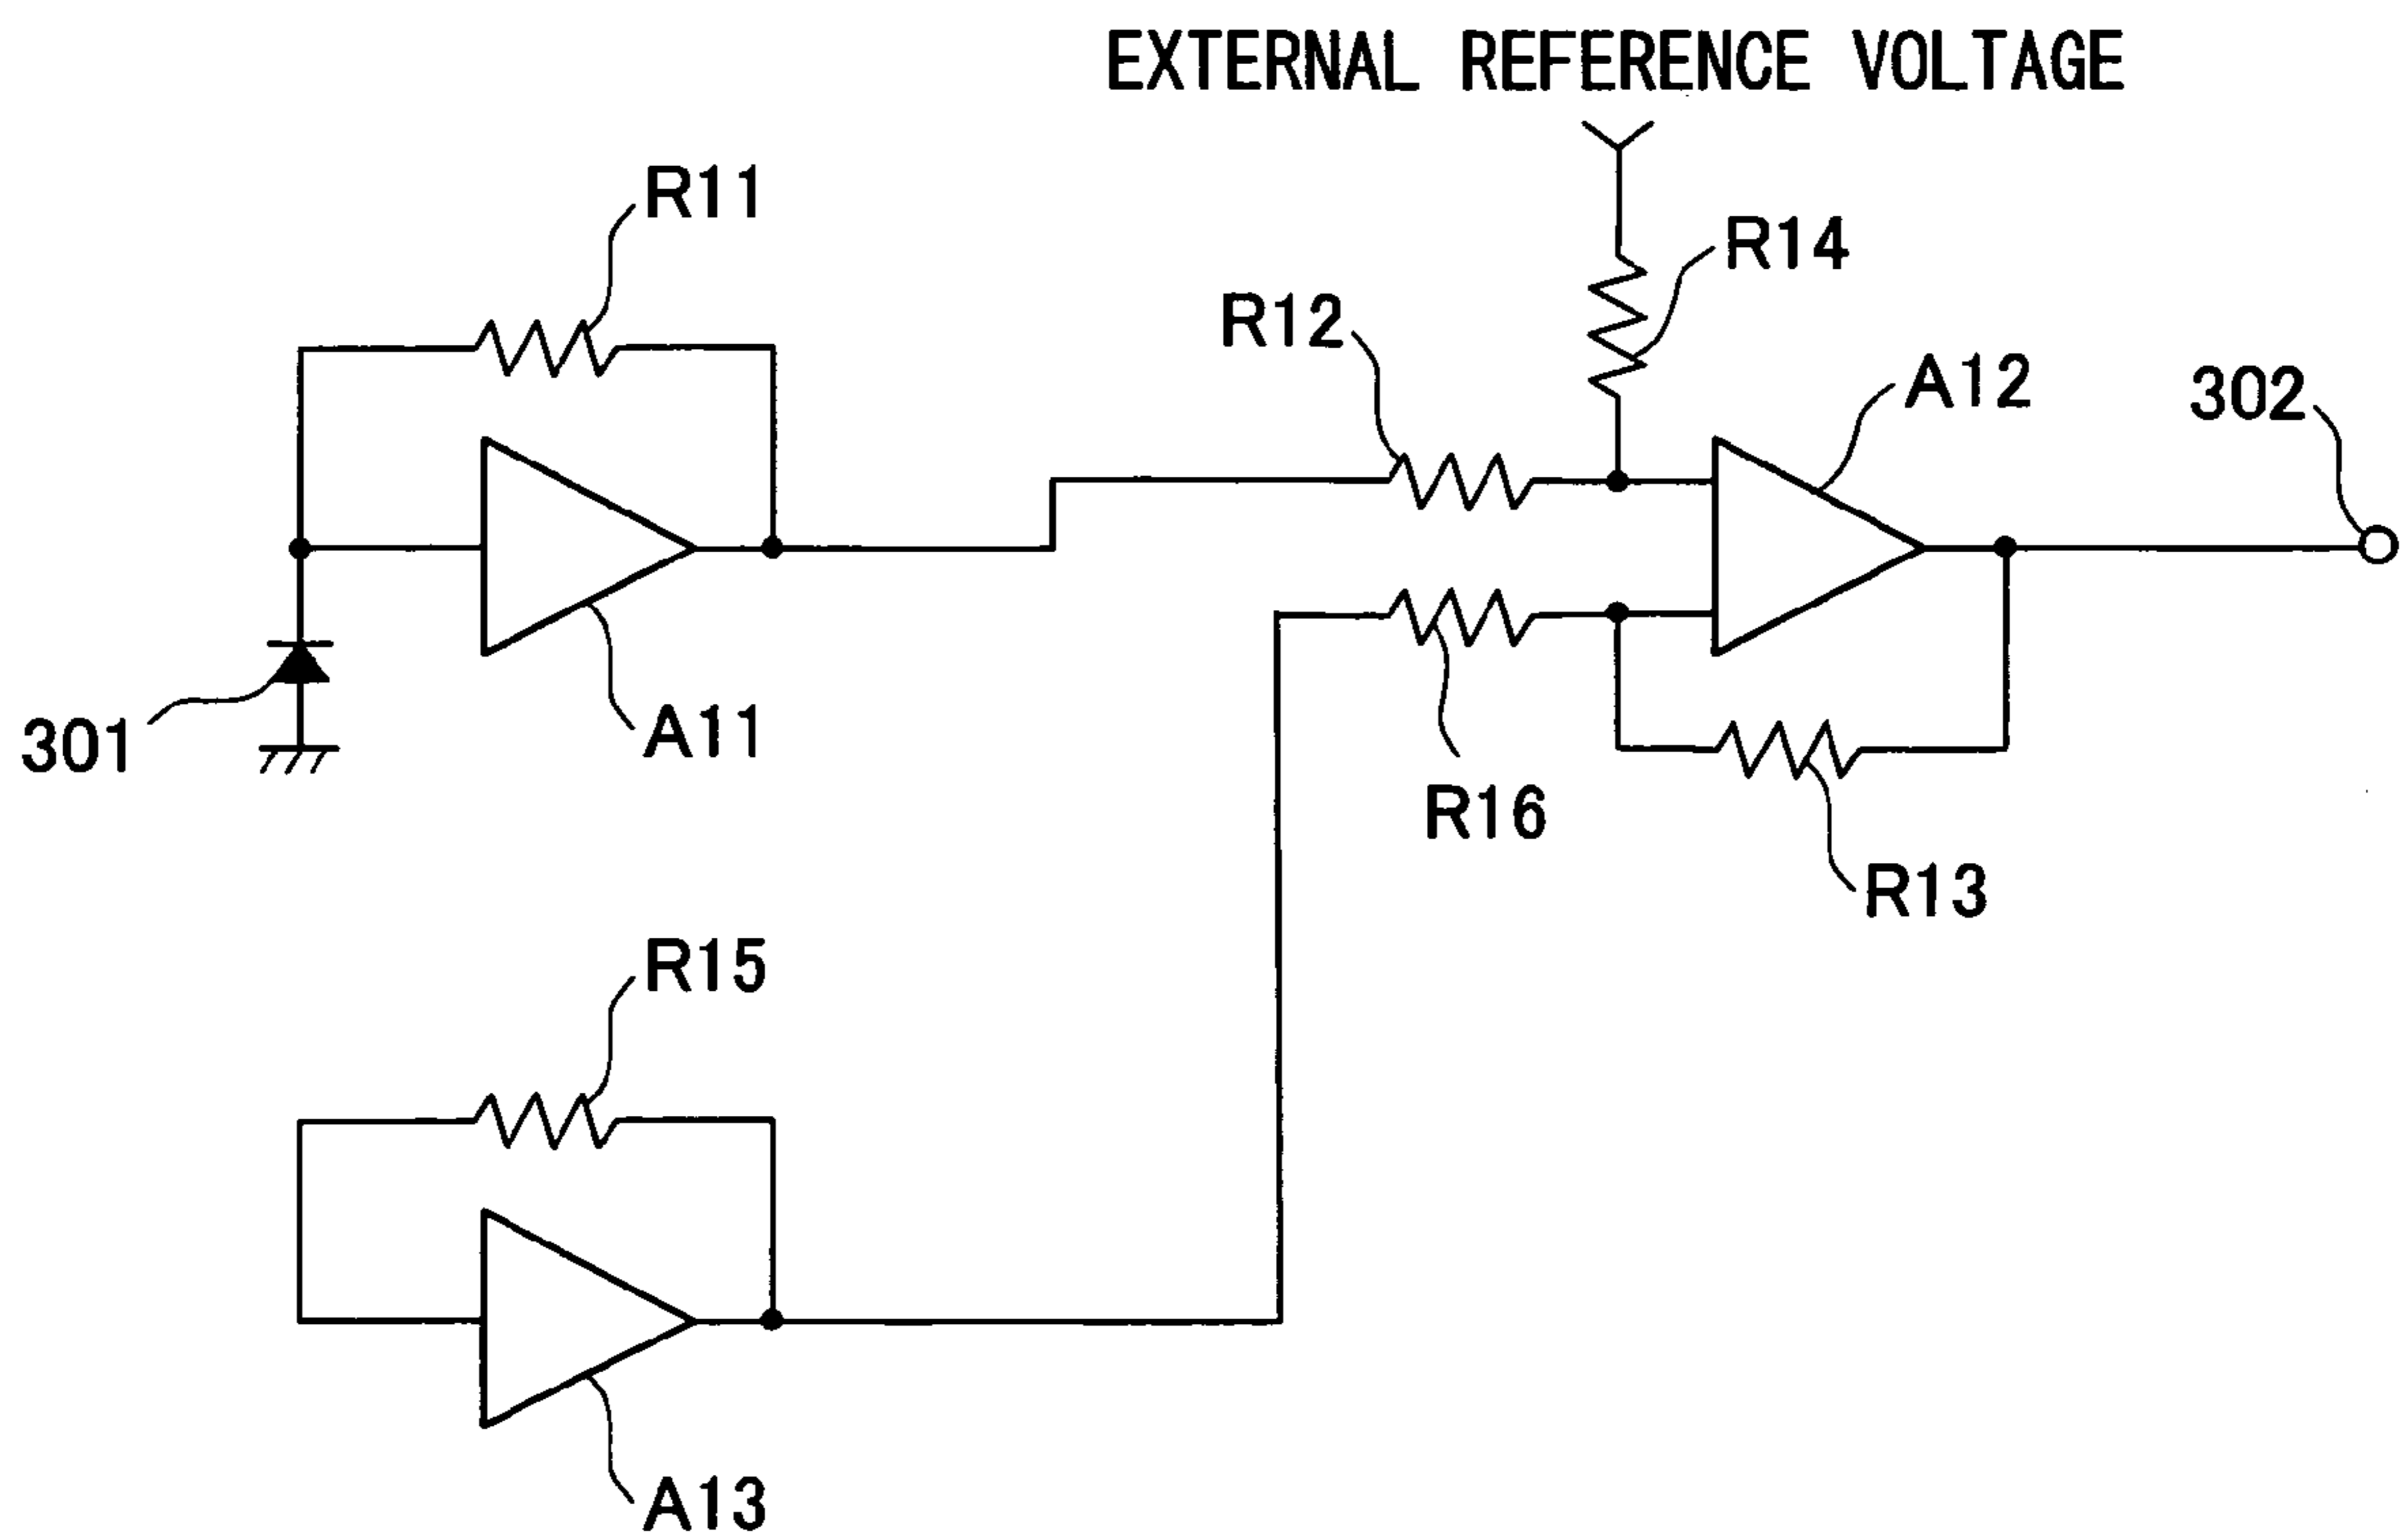 EXTERNAL REFERENCE VOLTAGE
R11
R14
R12
A12
302
301
A11
R16
R13
R15
A13